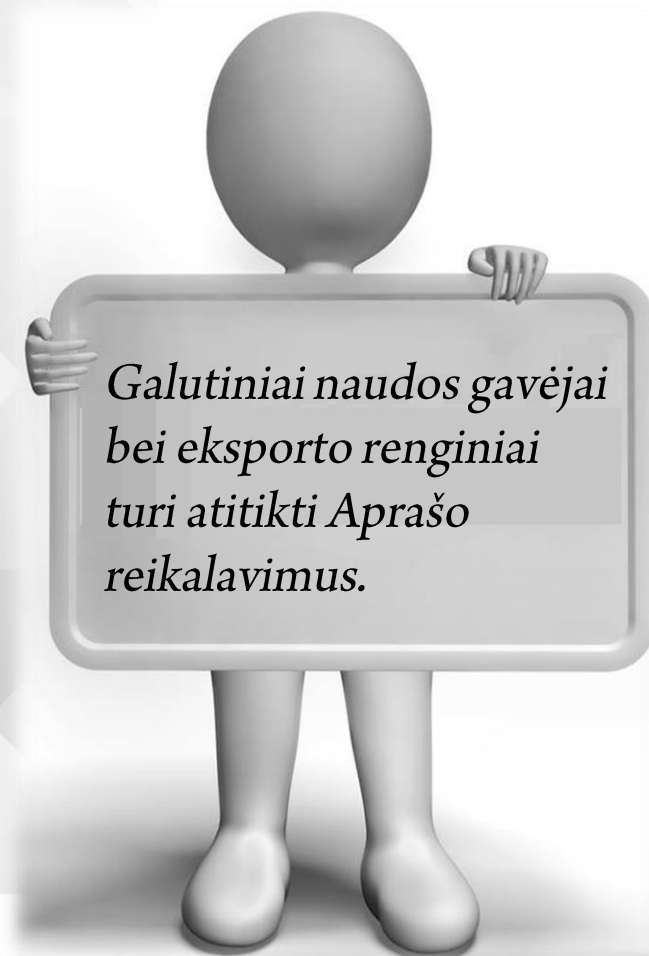 Galutiniai naudos gavėjai
bei eksporto renginiai
turi atitikti Aprašo
reikalavimus.